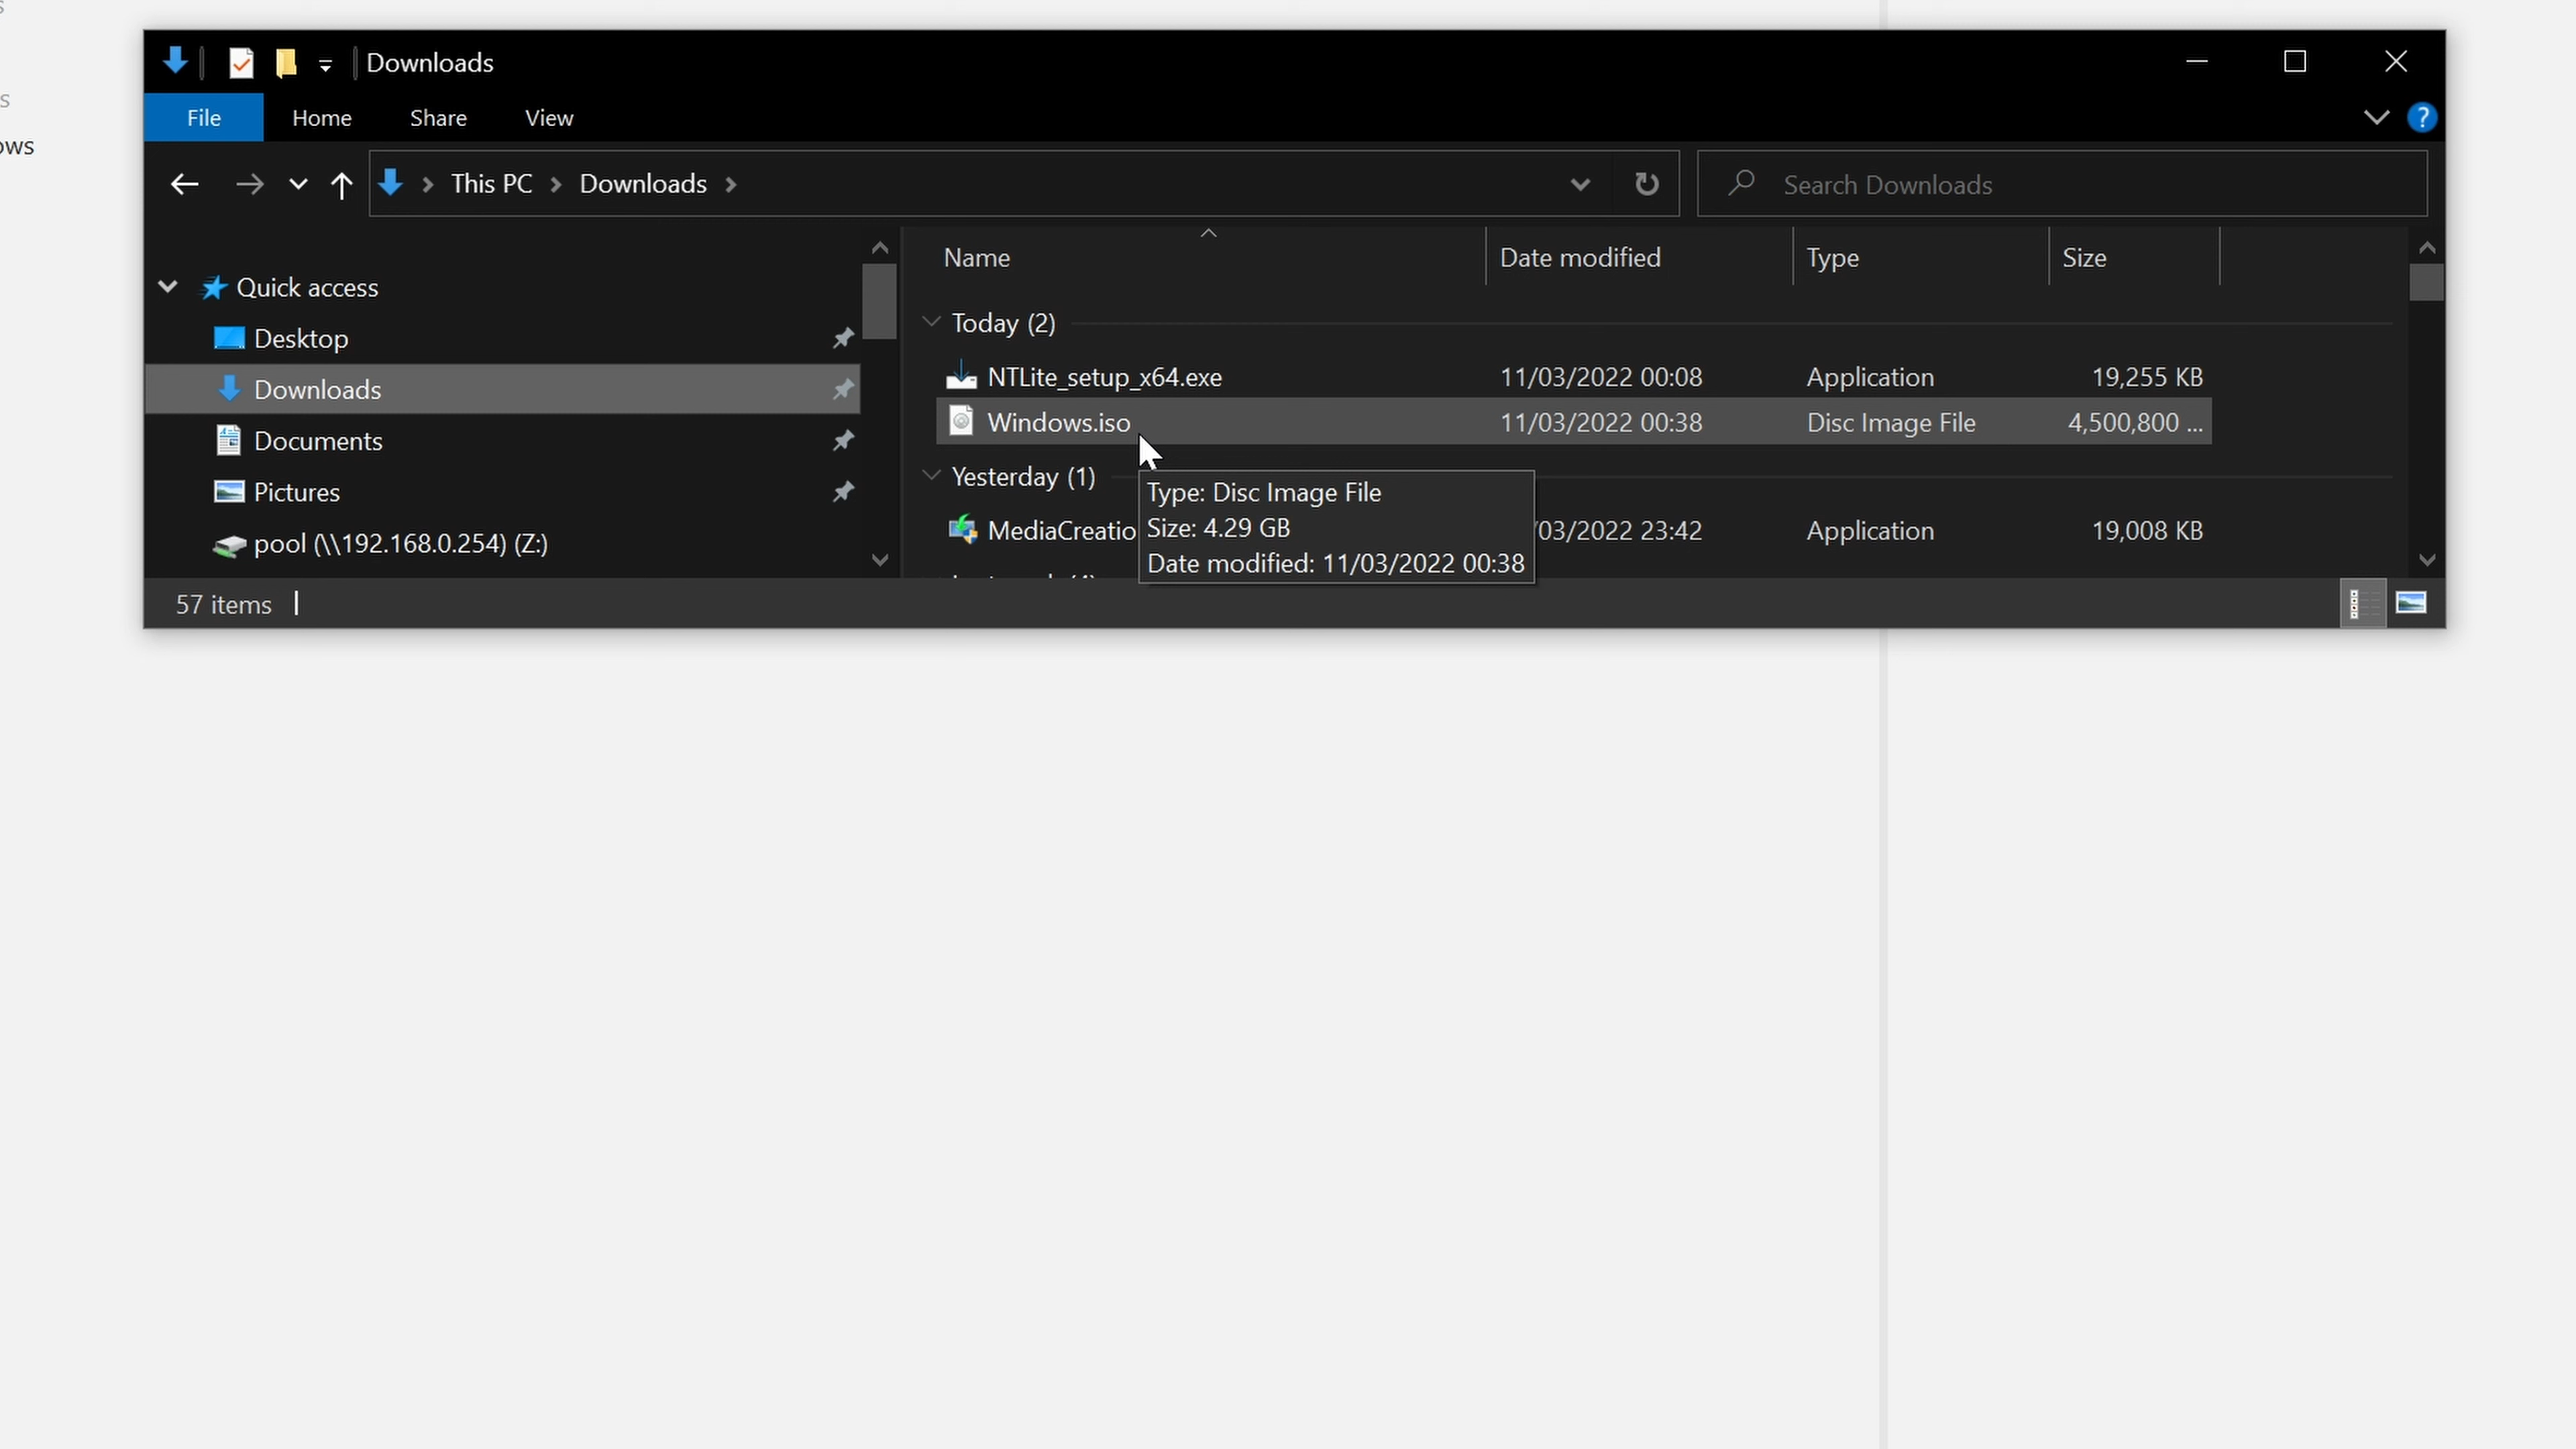 s
s
ows
Downloads
File Home Share View
This PC Downloads
Search Downloads
Quick access
Desktop
Downloads
Documents
Pictures
pool (\\192.168.0.254) (Z:)
Name Date modified Type Size
Today (2)
NTLite_setup_x64.exe 11/03/2022 00:08 Application 19,255 KB
Windows.iso 11/03/2022 00:38 Disc Image File 4,500,800 ...
Yesterday (1)
MediaCreatio /03/2022 23:42 Application 19,008 KB
Type: Disc Image File
Size: 4.29 GB
Date modified: 11/03/2022 00:38
57 items